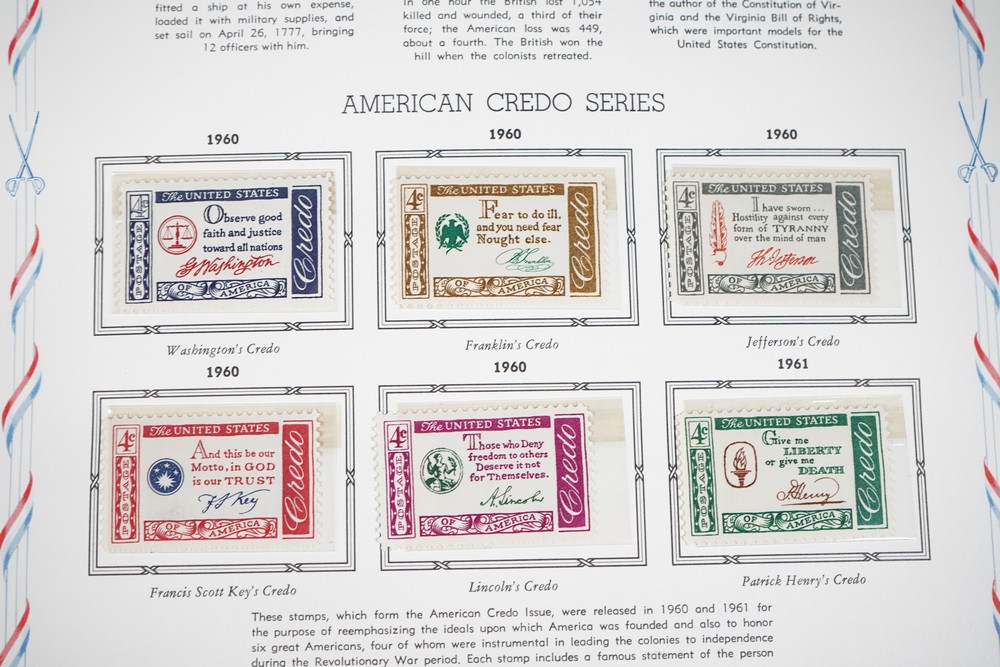 fitted a ship at his own expense,
loaded it with military supplies, and
set sail on April 26, 1777, bringing
12 officers with him.
In one hour the British lost 1,054
killed and wounded, a third of their
force; the American loss was 449,
about a fourth. The British won the
hill when the colonists retreated.
the author of the Constitution of Vir-
ginia and the Virginia Bill of Rights,
which were important models for the
United States Constitution.
AMERICAN CREDO SERIES
1960
4¢
POSTAGE
The UNITED STATES
Observe good
faith and justice
toward all nations
G Washington
OF AMERICA
Credo
Washington's Credo
1960
4¢
POSTAGE
The UNITED STATES
Fear to do ill,
and you need fear
Nought else.
B Franklin
OF AMERICA
Credo
Franklin's Credo
1960
4¢
POSTAGE
The UNITED STATES
I have sworn...
Hostility against every
form of TYRANNY
over the mind of man
Th Jefferson
OF AMERICA
Credo
Jefferson's Credo
1960
4¢
POSTAGE
The UNITED STATES
And this be our
Motto, in GOD
is our TRUST
F S Key
OF AMERICA
Credo
Francis Scott Key's Credo
1960
4¢
POSTAGE
The UNITED STATES
Those who Deny
freedom to others
Deserve it not
for Themselves.
A. Lincoln
OF AMERICA
Credo
Lincoln's Credo
1961
4¢
POSTAGE
The UNITED STATES
Give me
LIBERTY
or give me
DEATH
P. Henry
OF AMERICA
Credo
Patrick Henry's Credo
These stamps, which form the American Credo Issue, were released in 1960 and 1961 for
the purpose of reemphasizing the ideals upon which America was founded and also to honor
six great Americans, four of whom were instrumental in leading the colonies to independence
during the Revolutionary War period. Each stamp includes a famous statement of the person